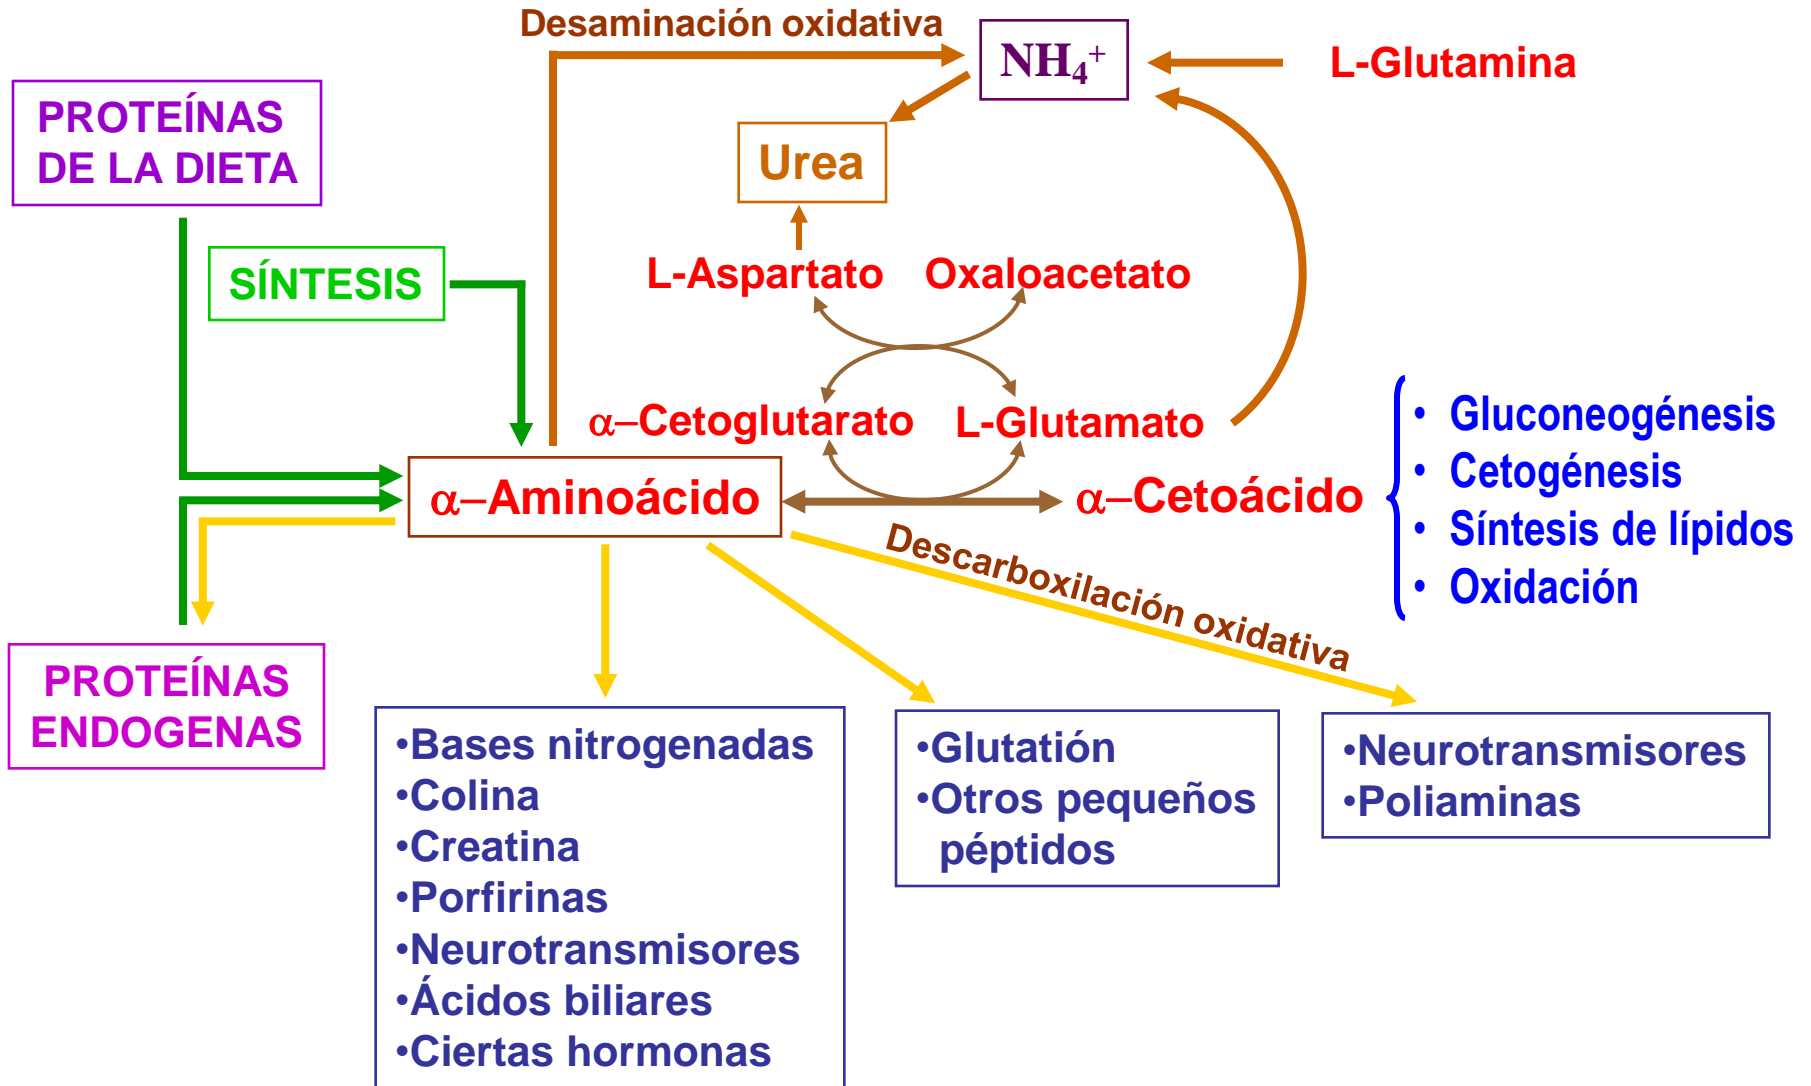 Desaminación oxidativa
NH₄⁺
L-Glutamina
PROTEÍNAS
DE LA DIETA
Urea
SÍNTESIS
L-Aspartato
Oxaloacetato
α–Cetoglutarato
L-Glutamato
α–Aminoácido
α–Cetoácido
• Gluconeogénesis
• Cetogénesis
• Síntesis de lípidos
• Oxidación
Descarboxilación oxidativa
PROTEÍNAS
ENDOGENAS
•Bases nitrogenadas
•Colina
•Creatina
•Porfirinas
•Neurotransmisores
•Ácidos biliares
•Ciertas hormonas
•Glutatión
•Otros pequeños
péptidos
•Neurotransmisores
•Poliaminas